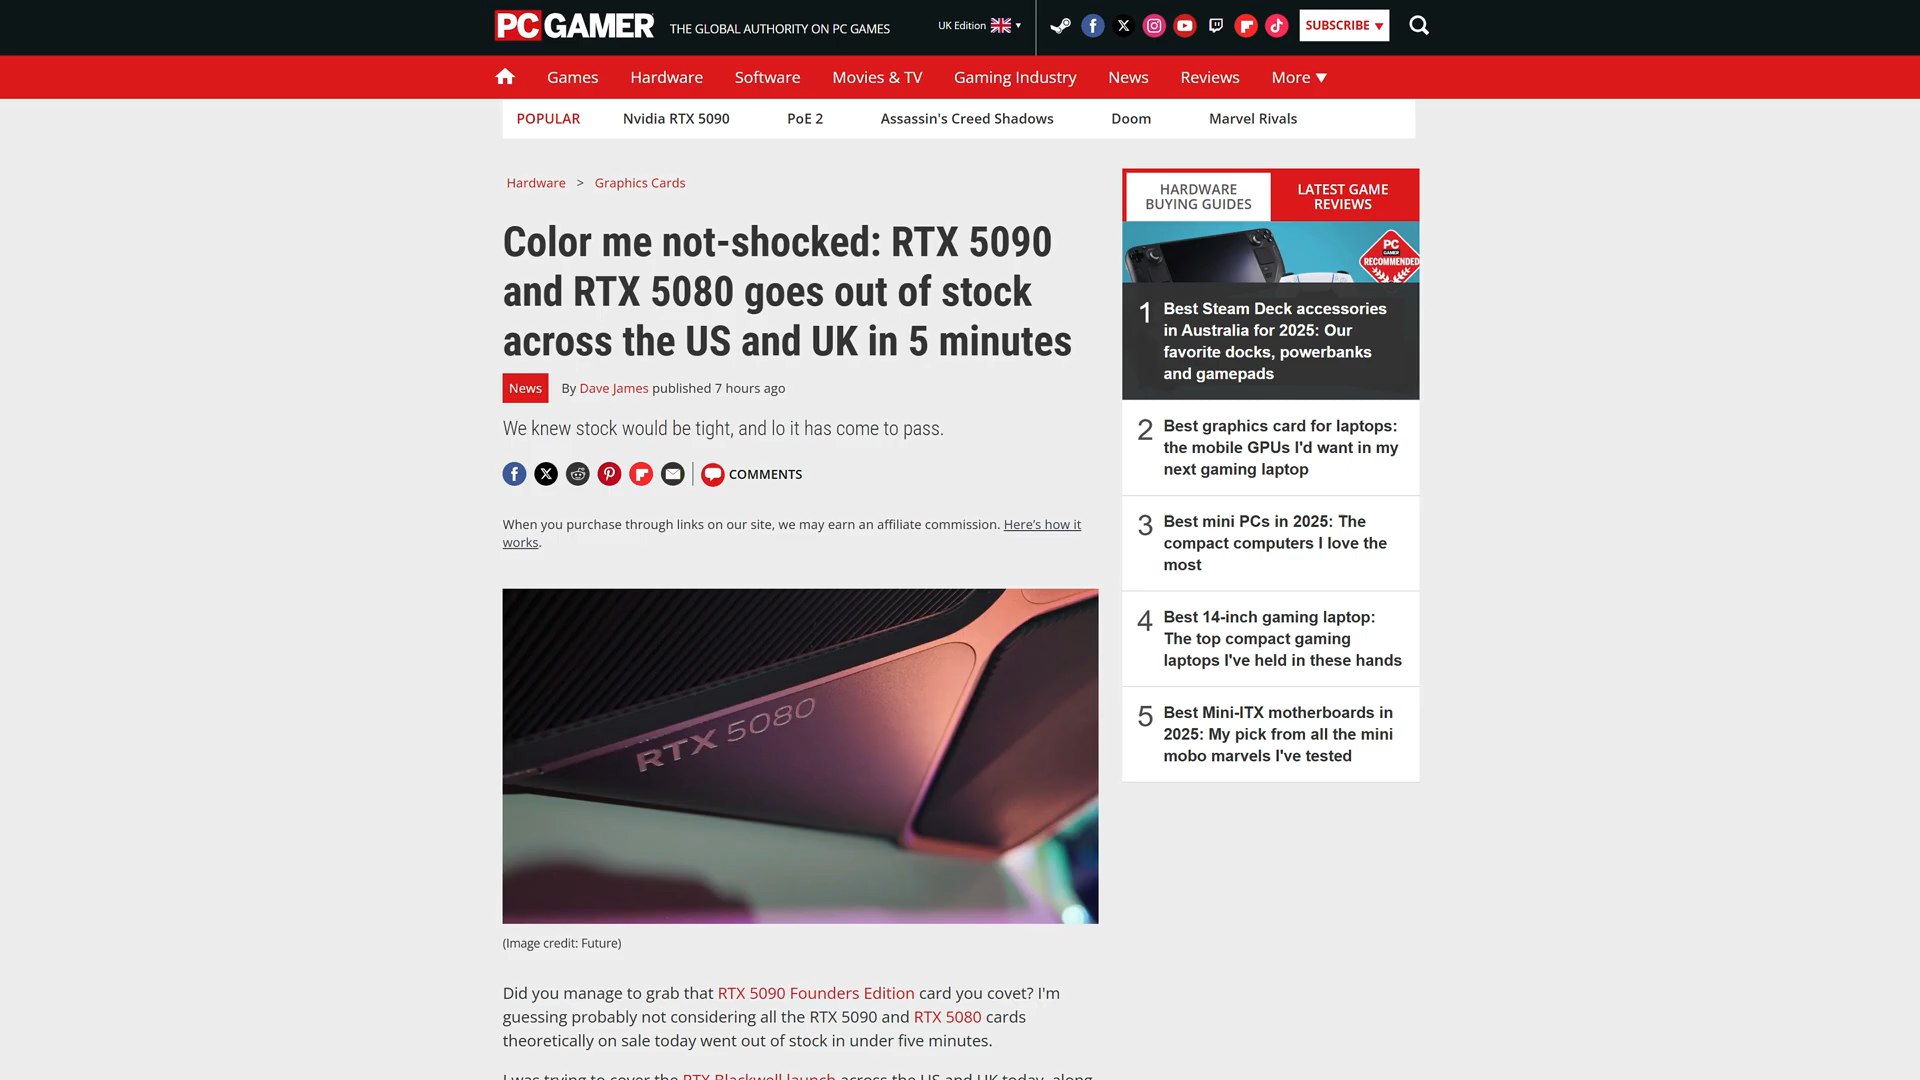 PC GAMER
THE GLOBAL AUTHORITY ON PC GAMES
UK Edition
SUBSCRIBE
Games Hardware Software Movies & TV Gaming Industry News Reviews More
POPULAR Nvidia RTX 5090 PoE 2 Assassin's Creed Shadows Doom Marvel Rivals
Hardware > Graphics Cards
Color me not-shocked: RTX 5090
and RTX 5080 goes out of stock
across the US and UK in 5 minutes
News By Dave James published 7 hours ago
We knew stock would be tight, and lo it has come to pass.
COMMENTS
When you purchase through links on our site, we may earn an affiliate commission. Here's how it
works.
RTX 5080
(Image credit: Future)
Did you manage to grab that RTX 5090 Founders Edition card you covet? I'm
guessing probably not considering all the RTX 5090 and RTX 5080 cards
theoretically on sale today went out of stock in under five minutes.
I was trying to cover the RTX Blackwell launch across the US and UK today, along
HARDWARE
BUYING GUIDES
LATEST GAME
REVIEWS
PC
GAMER
RECOMMENDED
1 Best Steam Deck accessories
in Australia for 2025: Our
favorite docks, powerbanks
and gamepads
2 Best graphics card for laptops:
the mobile GPUs I'd want in my
next gaming laptop
3 Best mini PCs in 2025: The
compact computers I love the
most
4 Best 14-inch gaming laptop:
The top compact gaming
laptops I've held in these hands
5 Best Mini-ITX motherboards in
2025: My pick from all the mini
mobo marvels I've tested